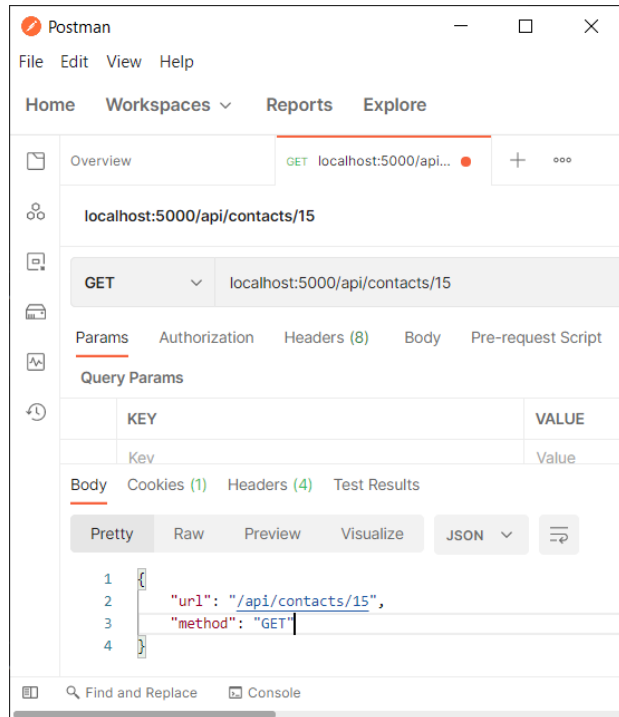 Postman
File Edit View Help
Home Workspaces Reports Explore
Overview GET localhost:5000/api... +
localhost:5000/api/contacts/15
GET localhost:5000/api/contacts/15
Params Authorization Headers (8) Body Pre-request Script
Query Params
KEY VALUE
Key Value
Body Cookies (1) Headers (4) Test Results
Pretty Raw Preview Visualize JSON
1 {
2 "url": "/api/contacts/15",
3 "method": "GET"
4 }
Find and Replace Console